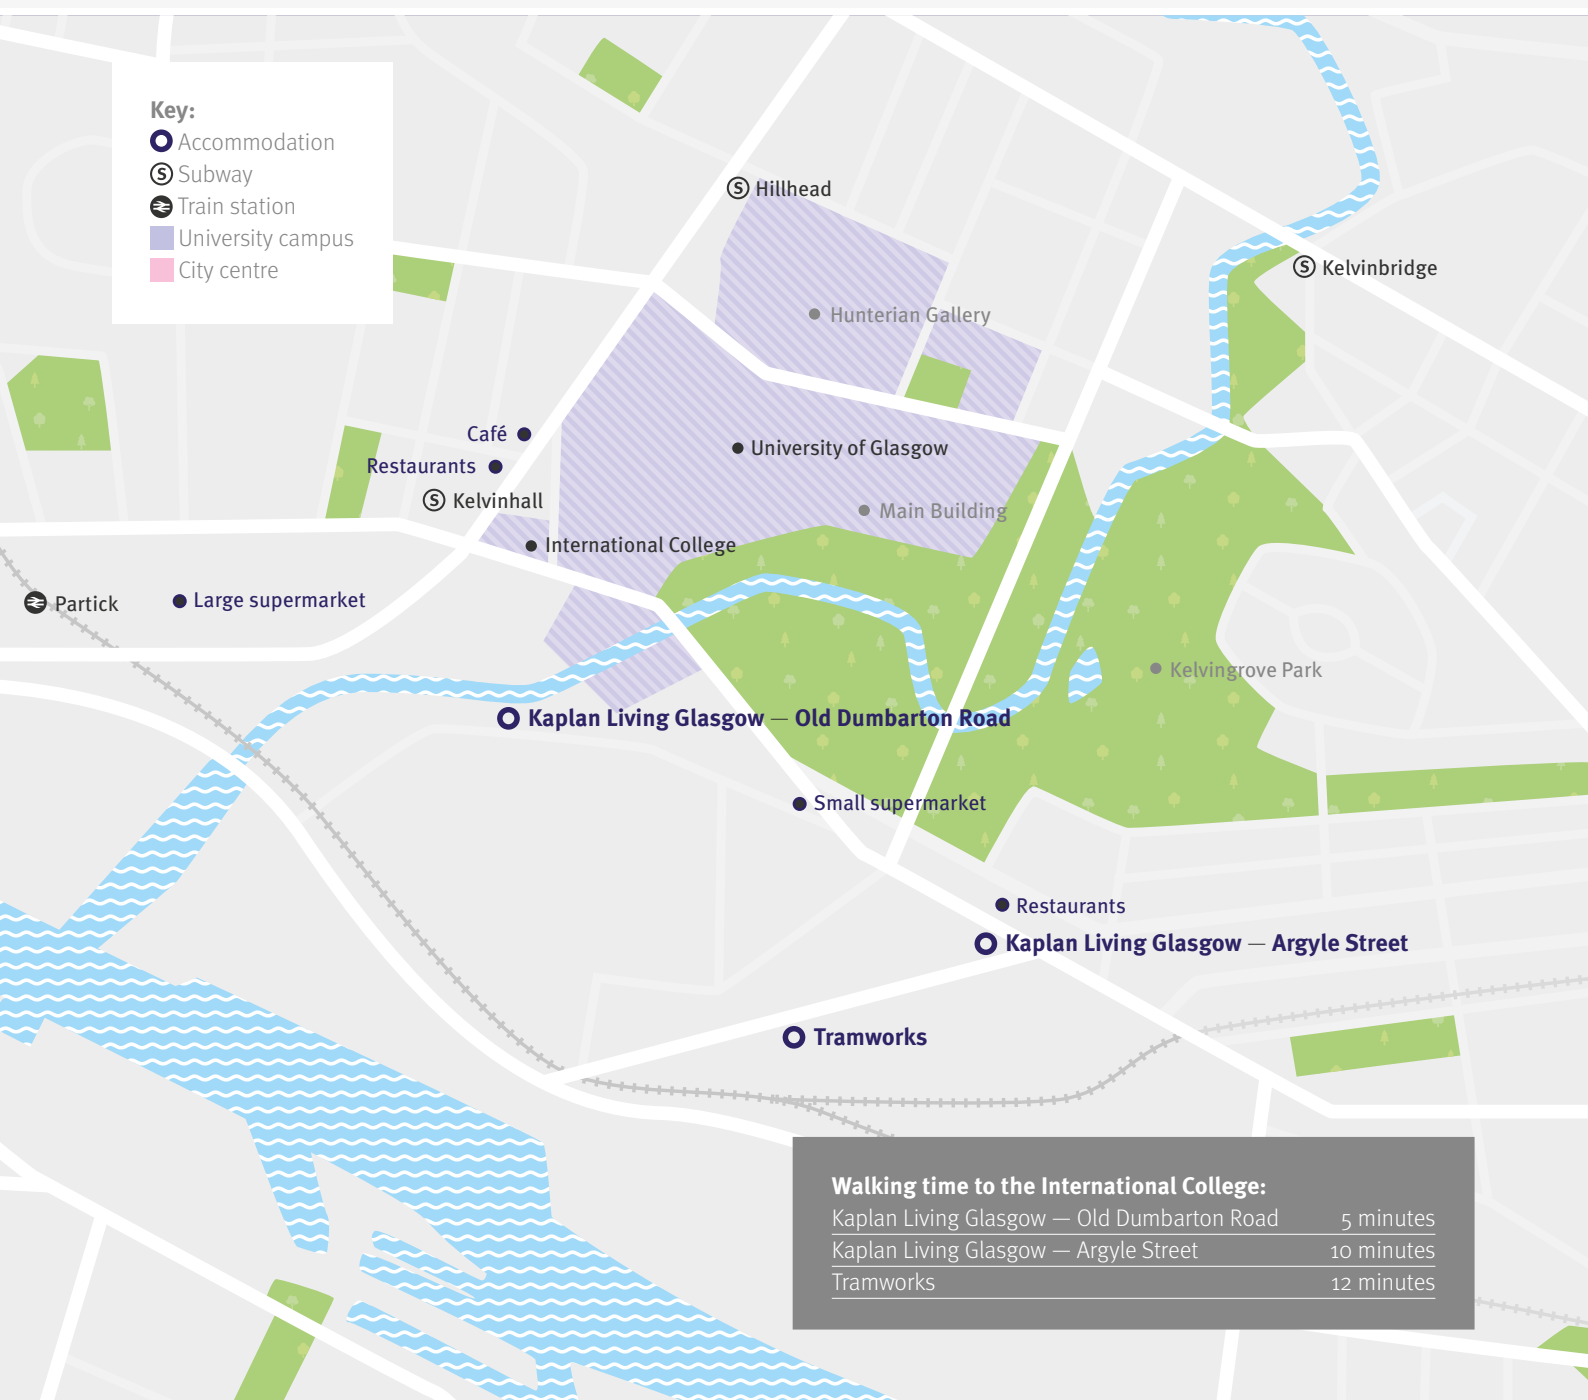 Key:
Accommodation
S Subway
Train station
University campus
City centre
S Hillhead
S Kelvinbridge
Hunterian Gallery
Café
University of Glasgow
Restaurants
S Kelvinhall
Main Building
International College
Partick
Large supermarket
Kelvingrove Park
Kaplan Living Glasgow — Old Dumbarton Road
Small supermarket
Restaurants
Kaplan Living Glasgow — Argyle Street
Tramworks
Walking time to the International College:
Kaplan Living Glasgow — Old Dumbarton Road 5 minutes
Kaplan Living Glasgow — Argyle Street 10 minutes
Tramworks 12 minutes